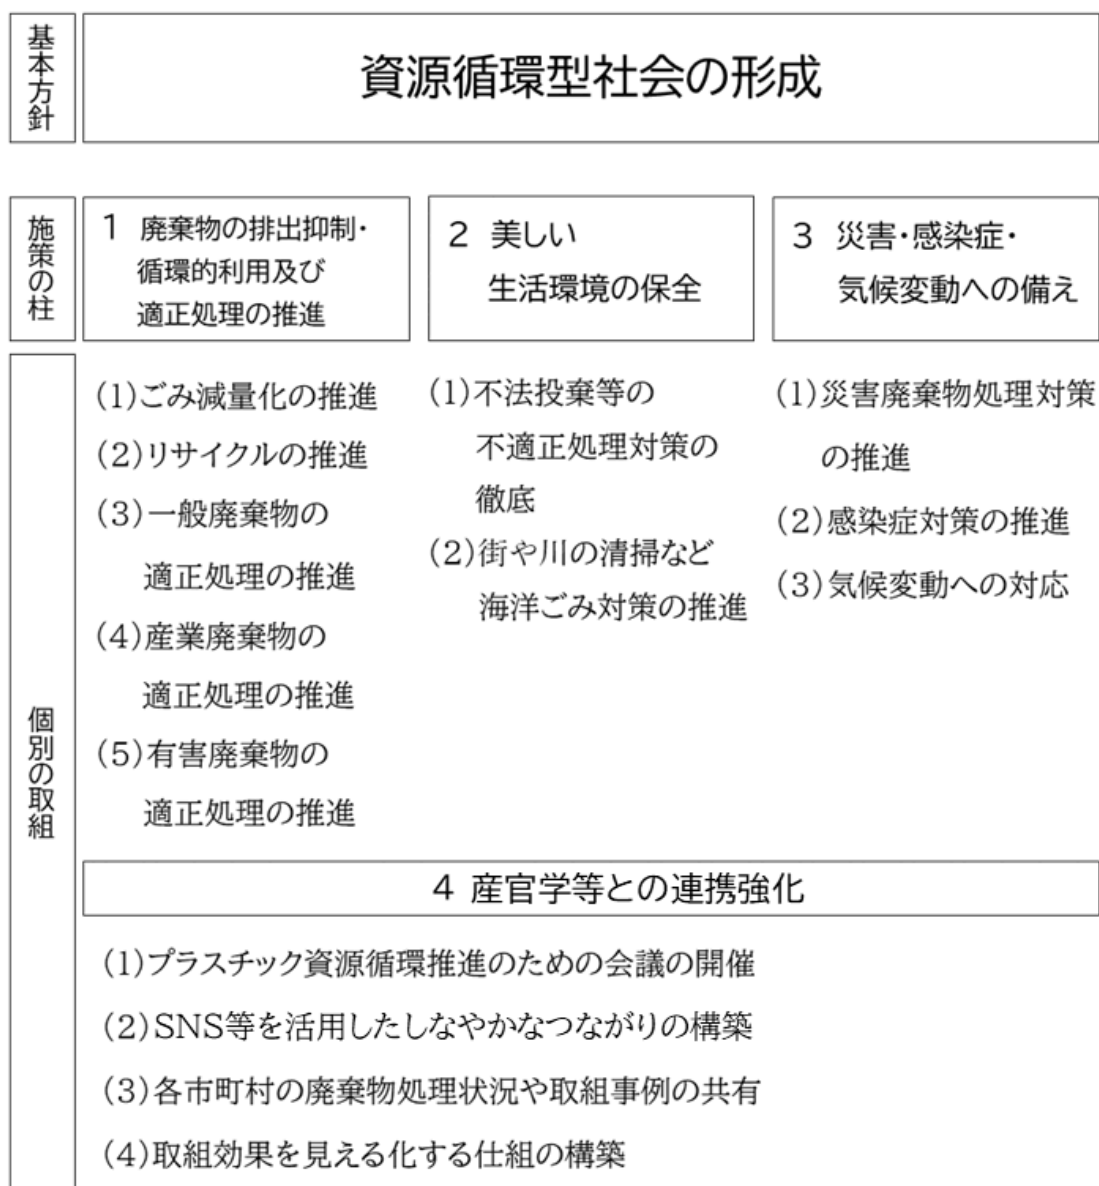 基本方針
資源循環型社会の形成
施策の柱
1 廃棄物の排出抑制・
循環的利用及び
適正処理の推進
2 美しい
生活環境の保全
3 災害・感染症・
気候変動への備え
個別の取組
(1)ごみ減量化の推進
(2)リサイクルの推進
(3)一般廃棄物の
適正処理の推進
(4)産業廃棄物の
適正処理の推進
(5)有害廃棄物の
適正処理の推進
(1)不法投棄等の
不適正処理対策の
徹底
(2)街や川の清掃など
海洋ごみ対策の推進
(1)災害廃棄物処理対策
の推進
(2)感染症対策の推進
(3)気候変動への対応
4 産官学等との連携強化
(1)プラスチック資源循環推進のための会議の開催
(2)SNS等を活用したしなやかなつながりの構築
(3)各市町村の廃棄物処理状況や取組事例の共有
(4)取組効果を見える化する仕組の構築